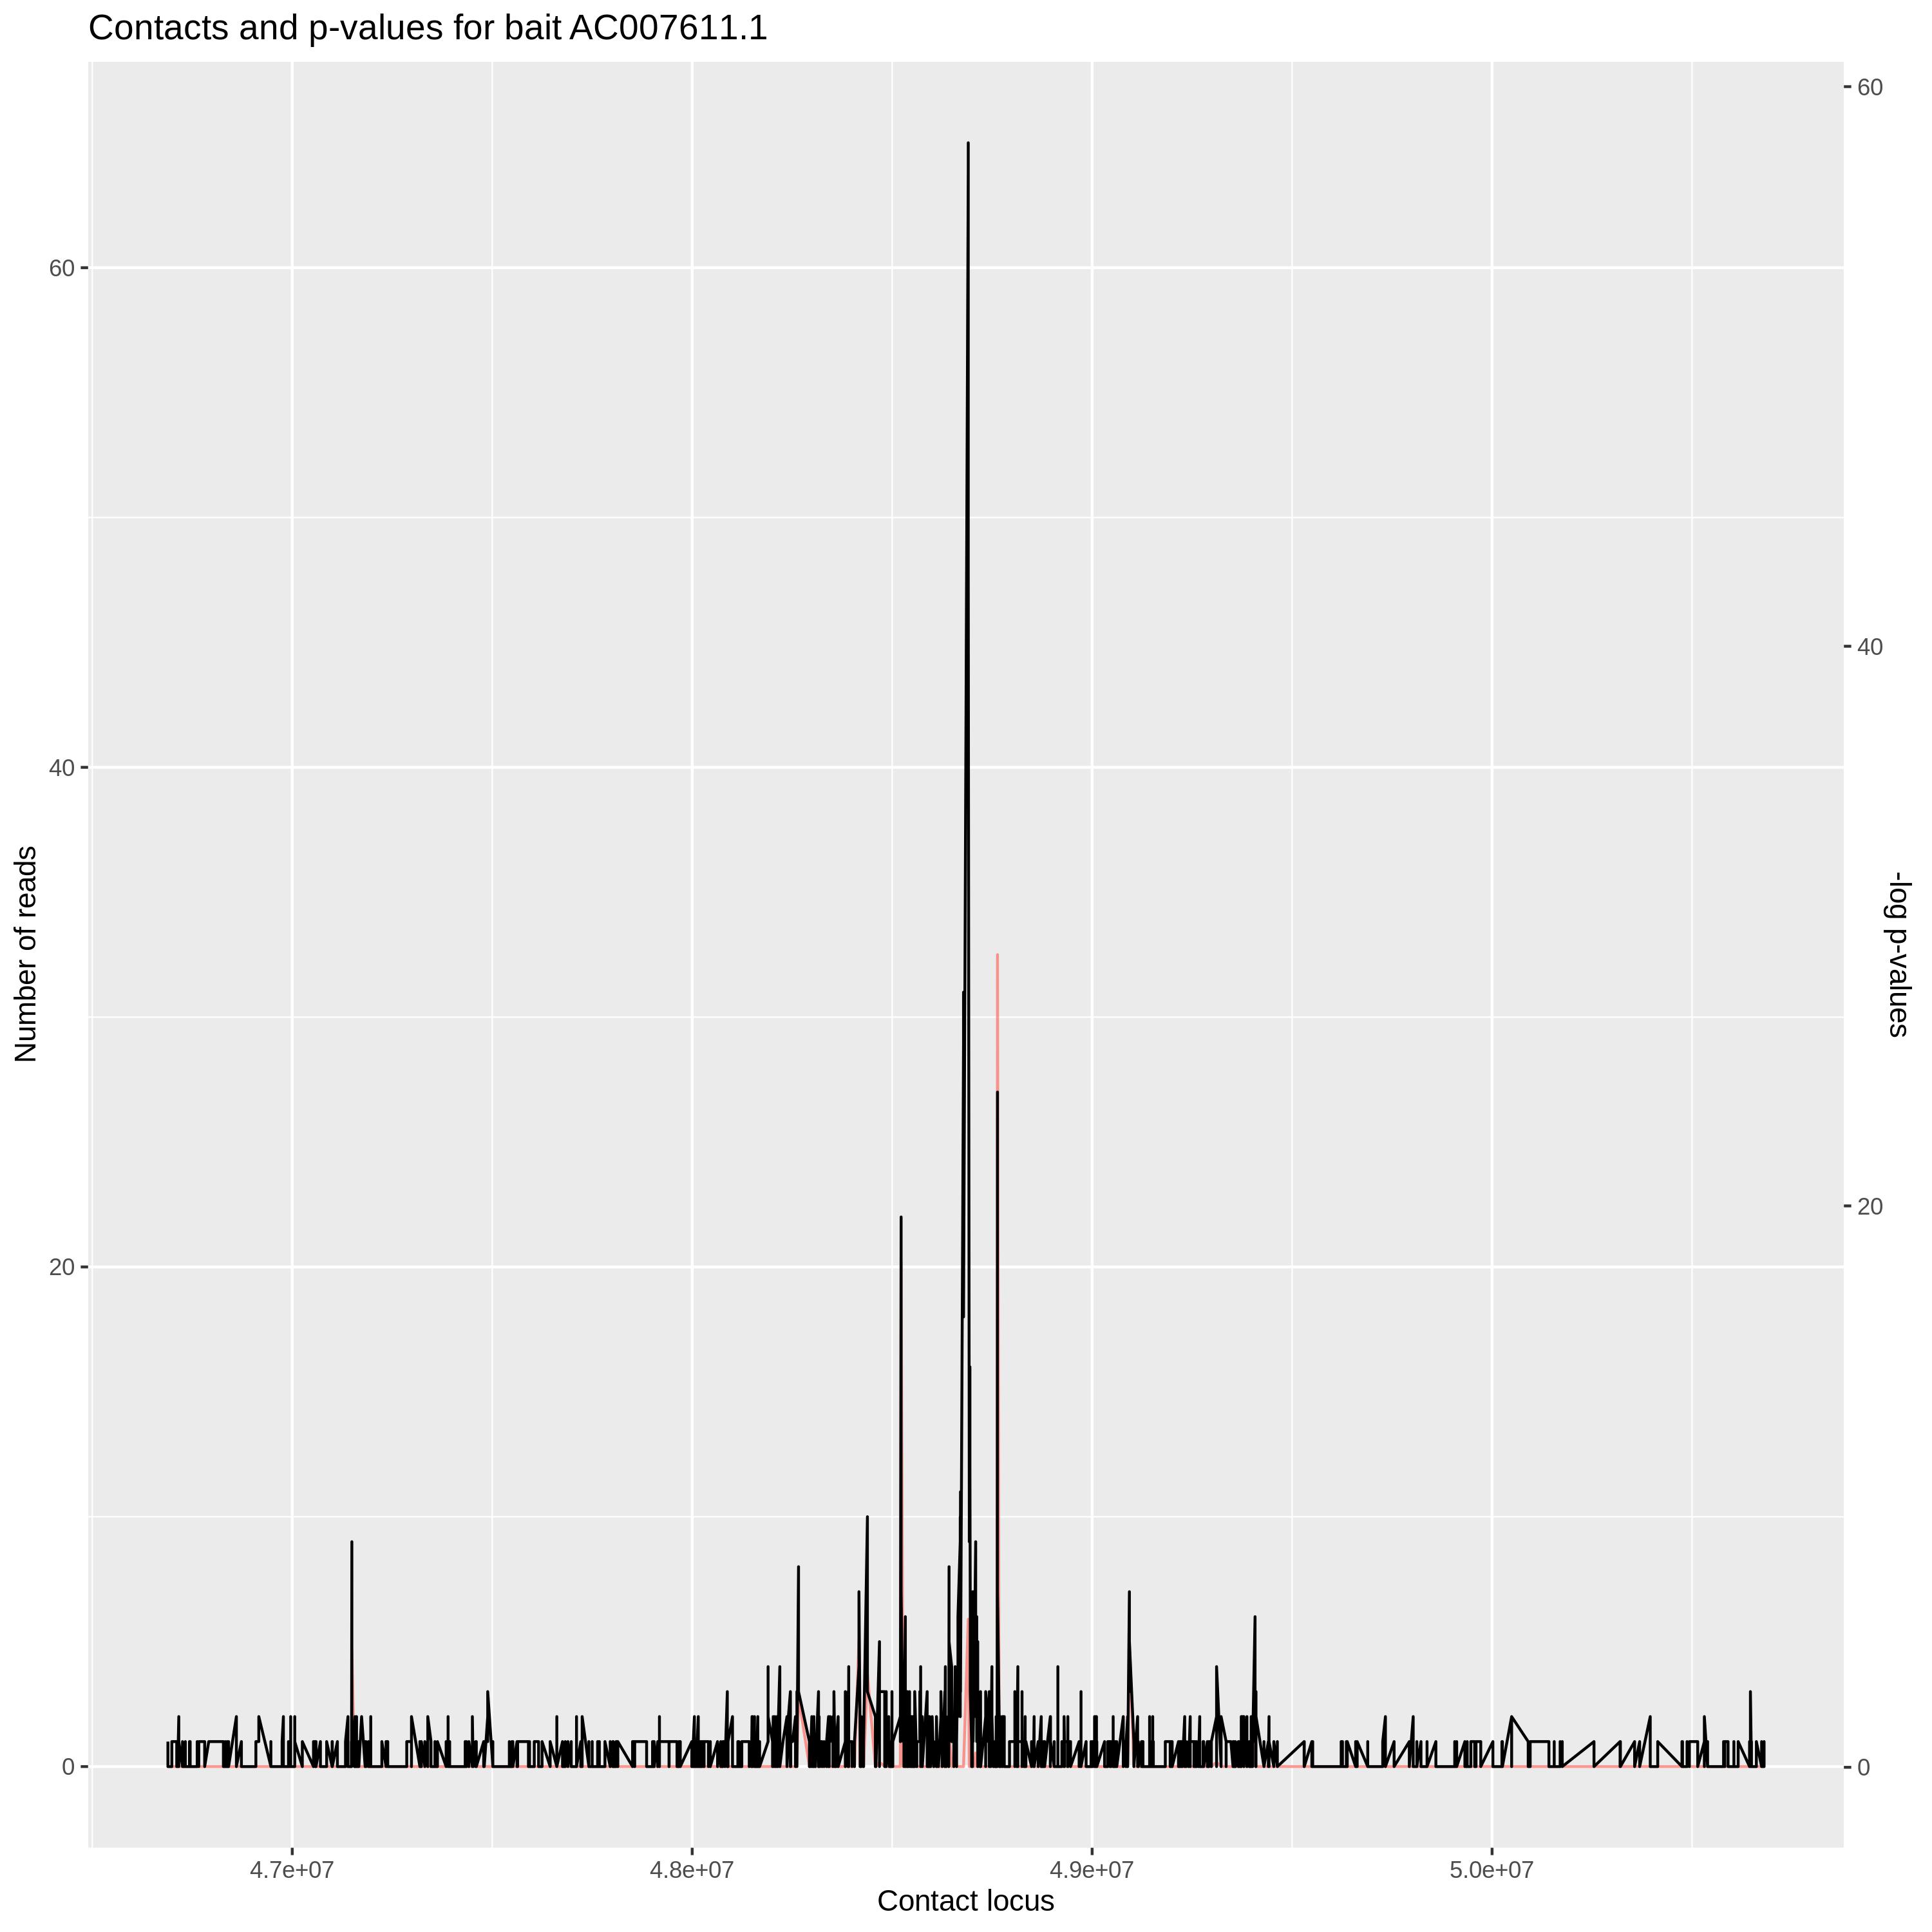 Contacts and p-values for bait AC007611.1
60
40
20
0
Number of reads
60
40
20
0
-log p-values
4.7e+07
4.8e+07
4.9e+07
5.0e+07
Contact locus